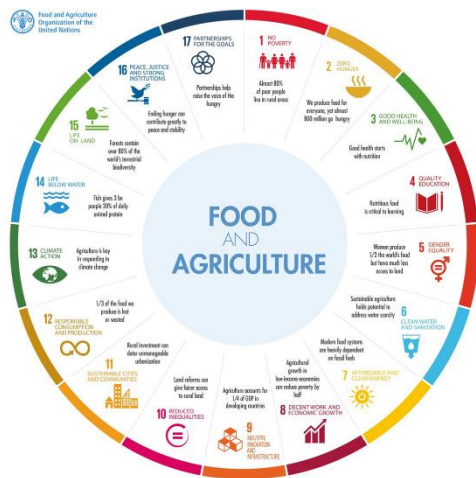 Food and Agriculture
Organization of the
United Nations
FOOD
AND
AGRICULTURE
1 NO
POVERTY
Almost 80%
of poor people
live in rural areas
2 ZERO
HUNGER
We produce food for
everyone, yet almost
800 million go hungry
3 GOOD HEALTH
AND WELL-BEING
Good health starts
with nutrition
4 QUALITY
EDUCATION
Nutritious food
is critical to learning
5 GENDER
EQUALITY
Women produce
1/2 the world's food
but have much less
access to land
6 CLEAN WATER
AND SANITATION
Sustainable agriculture
holds potential to
address water scarcity
7 AFFORDABLE AND
CLEAN ENERGY
Modern food systems
are heavily dependent
on fossil fuels
8 DECENT WORK AND
ECONOMIC GROWTH
Agricultural
growth in
low-income economies
can reduce poverty by
half
9 INDUSTRY,
INNOVATION AND
INFRASTRUCTURE
Agriculture accounts for
1/4 of GDP in
developing countries
10 REDUCED
INEQUALITIES
Land reforms can
give fairer access
to rural land
11 SUSTAINABLE CITIES
AND COMMUNITIES
Rural investment can
deter unmanageable
urbanization
12 RESPONSIBLE
CONSUMPTION
AND PRODUCTION
1/3 of the food we
produce is lost
or wasted
13 CLIMATE
ACTION
Agriculture is key
in responding to
climate change
14 LIFE
BELOW WATER
Fish gives 3 bn
people 20% of daily
animal protein
15 LIFE
ON LAND
Forests contain
over 80% of the
world's terrestrial
biodiversity
16 PEACE, JUSTICE
AND STRONG
INSTITUTIONS
Ending hunger can
contribute greatly to
peace and stability
17 PARTNERSHIPS
FOR THE GOALS
Partnerships help
raise the voice of the
hungry